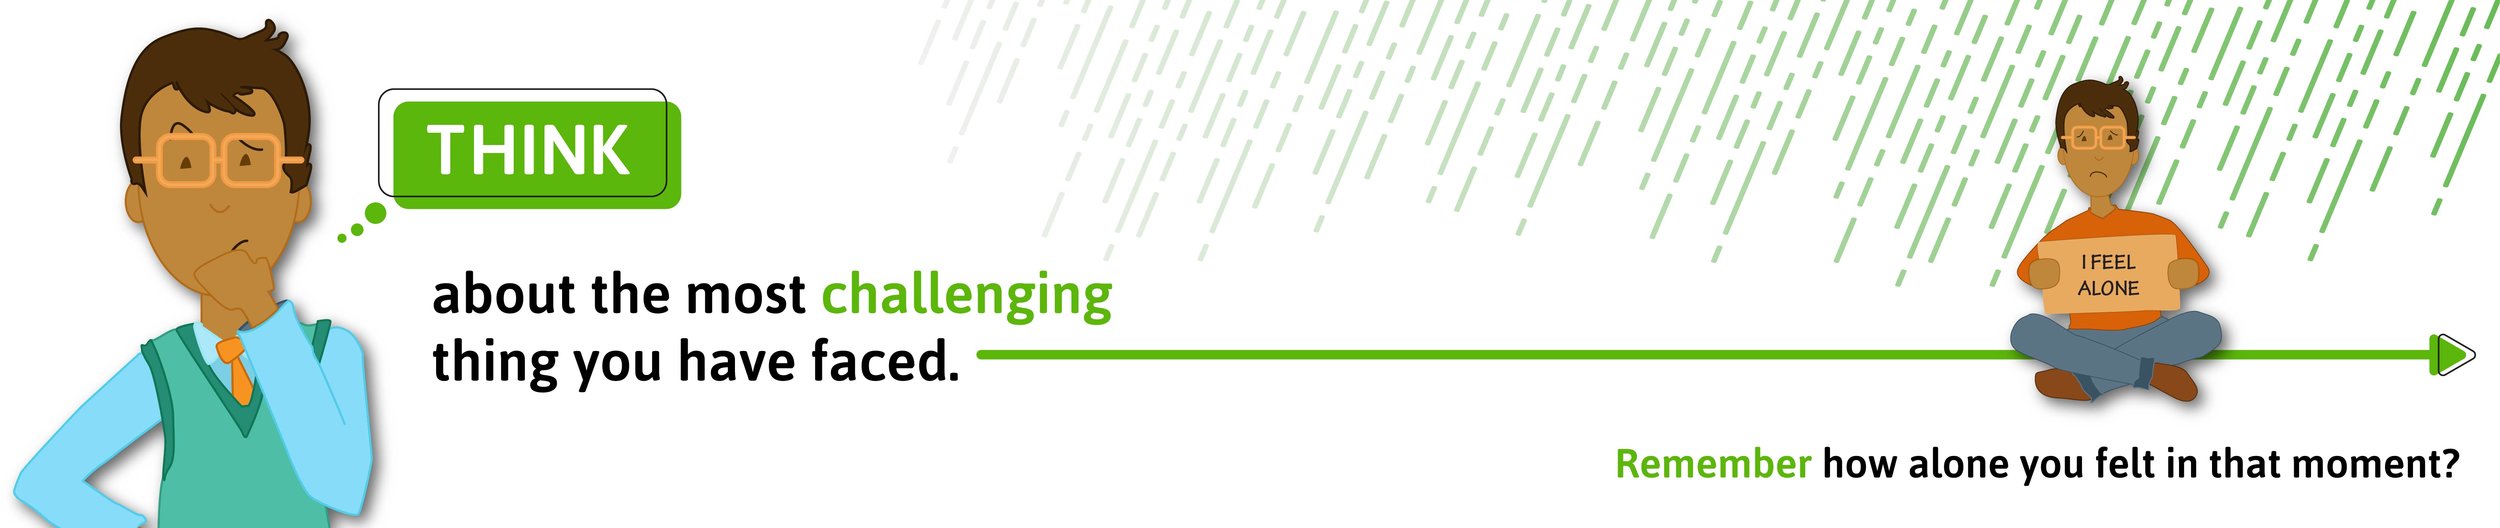 THINK
about the most challenging
thing you have faced.
I FEEL
ALONE
Remember how alone you felt in that moment?